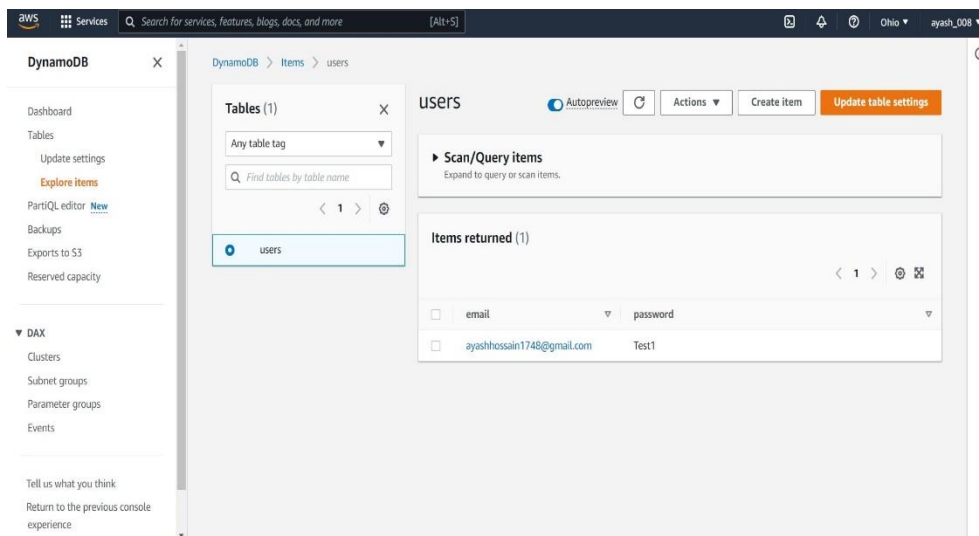 aws
Services
Search for services, features, blogs, docs, and more
[Alt+S]
Ohio ▼
ayash_008 ▼
DynamoDB
Dashboard
Tables
Update settings
Explore items
PartiQL editor New
Backups
Exports to S3
Reserved capacity
▼ DAX
Clusters
Subnet groups
Parameter groups
Events
Tell us what you think
Return to the previous console
experience
DynamoDB > Items > users
Tables (1)
Any table tag
Find tables by table name
< 1 >
users
users
Autopreview
Actions ▼
Create item
Update table settings
▶ Scan/Query items
Expand to query or scan items.
Items returned (1)
< 1 >
email
password
ayashhossain1748@gmail.com
Test1